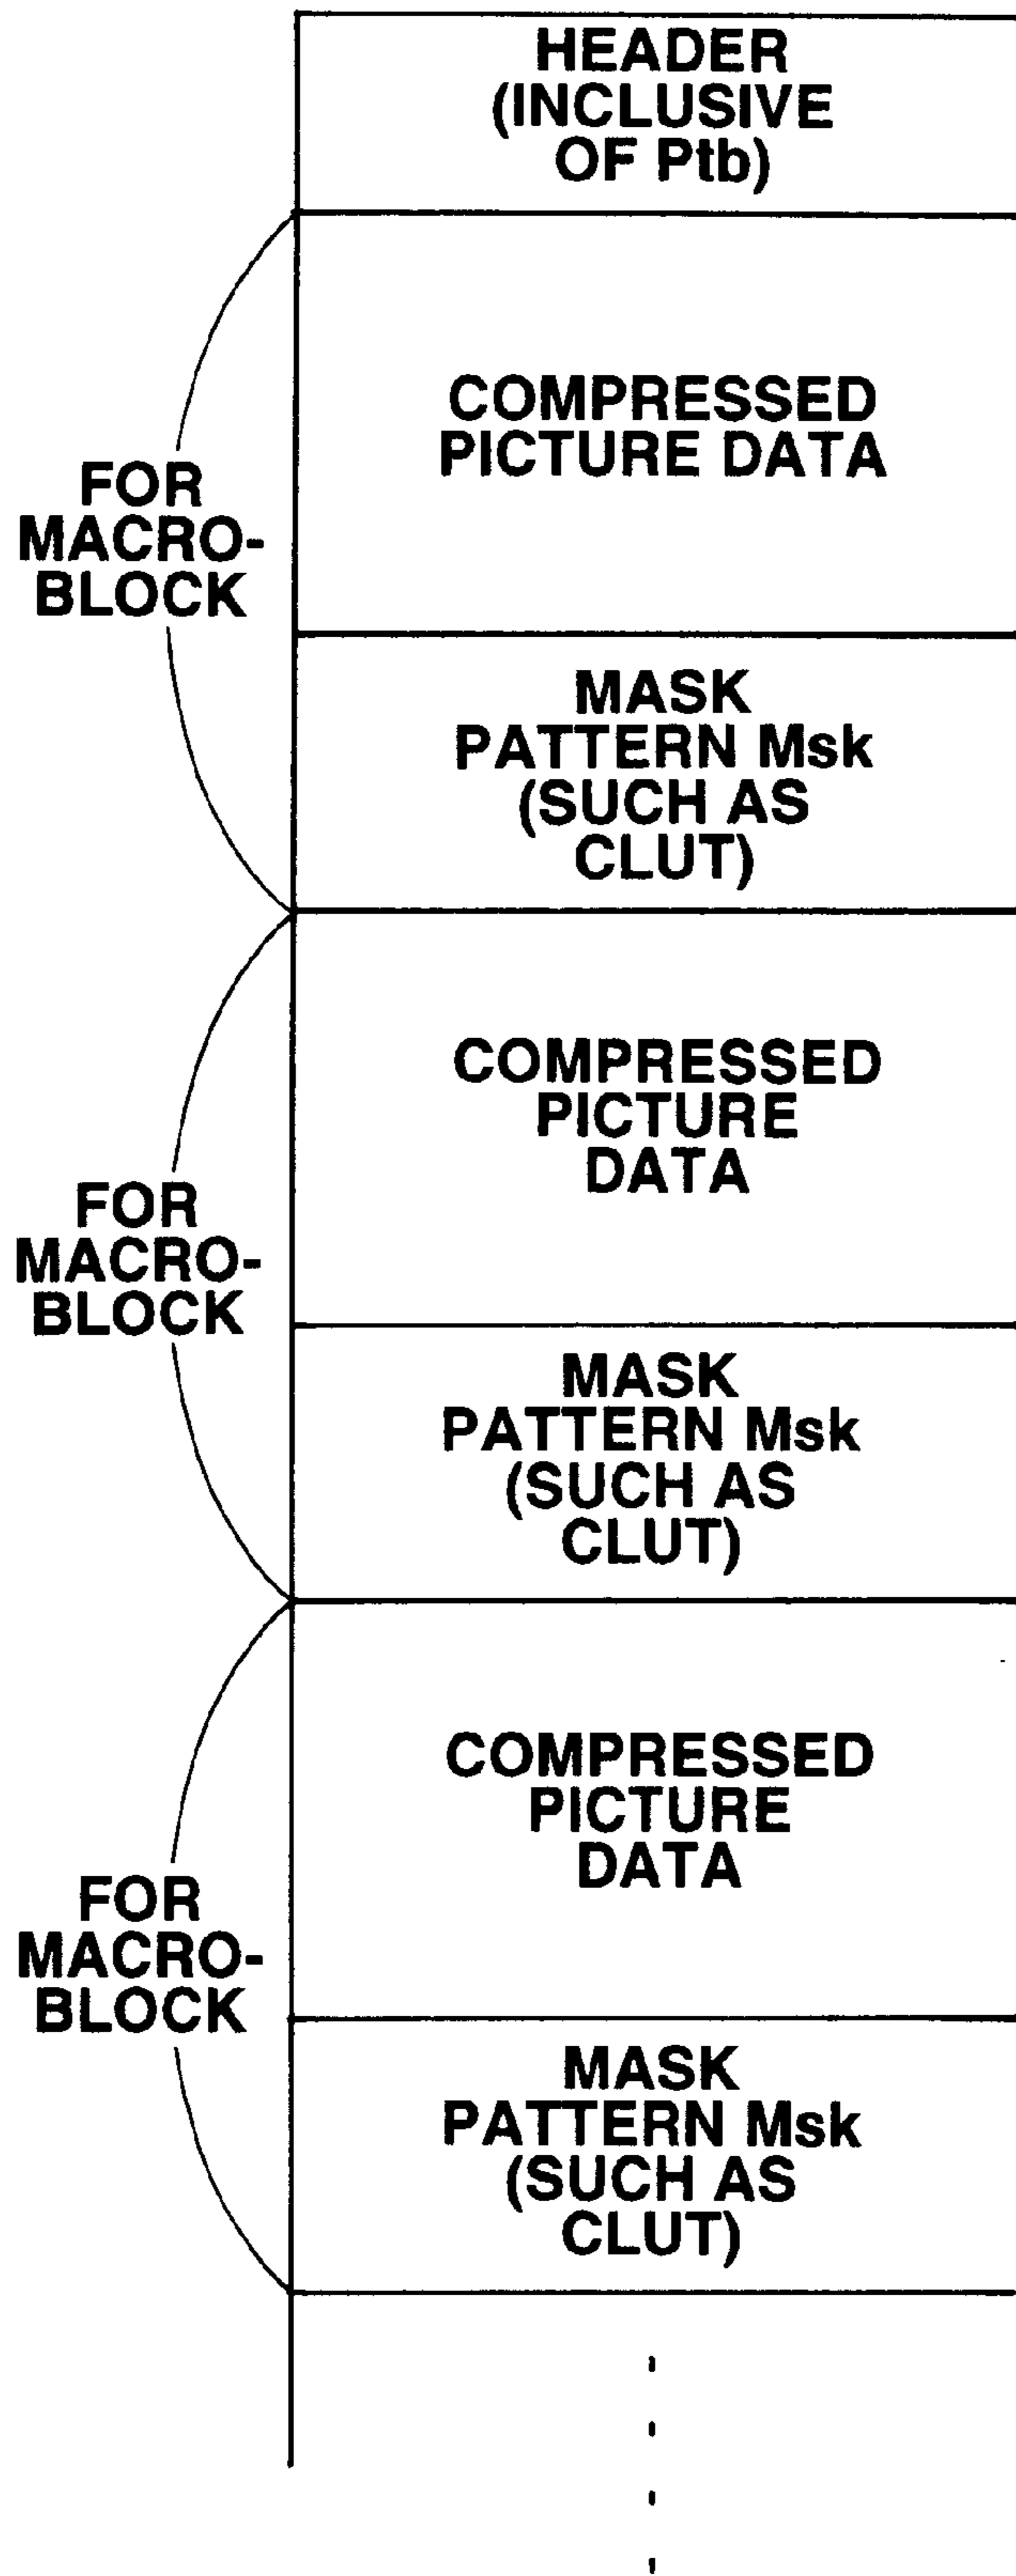 HEADER
(INCLUSIVE
OF Ptb)
COMPRESSED
PICTURE DATA
FOR
MACRO-
BLOCK
MASK
PATTERN Msk
(SUCH AS
CLUT)
COMPRESSED
PICTURE
DATA
FOR
MACRO-
BLOCK
MASK
PATTERN Msk
(SUCH AS
CLUT)
COMPRESSED
PICTURE
DATA
FOR
MACRO-
BLOCK
MASK
PATTERN Msk
(SUCH AS
CLUT)